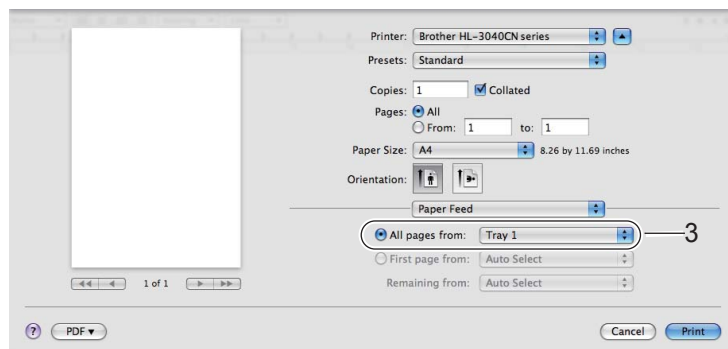 Printer: Brother HL-3040CN series
Presets: Standard
Copies: 1 Collated
Pages: All
From: 1 to: 1
Paper Size: A4 8.26 by 11.69 inches
Orientation:
Paper Feed
All pages from: Tray 1 3
First page from: Auto Select
Remaining from: Auto Select
1 of 1
? PDF▼ Cancel Print